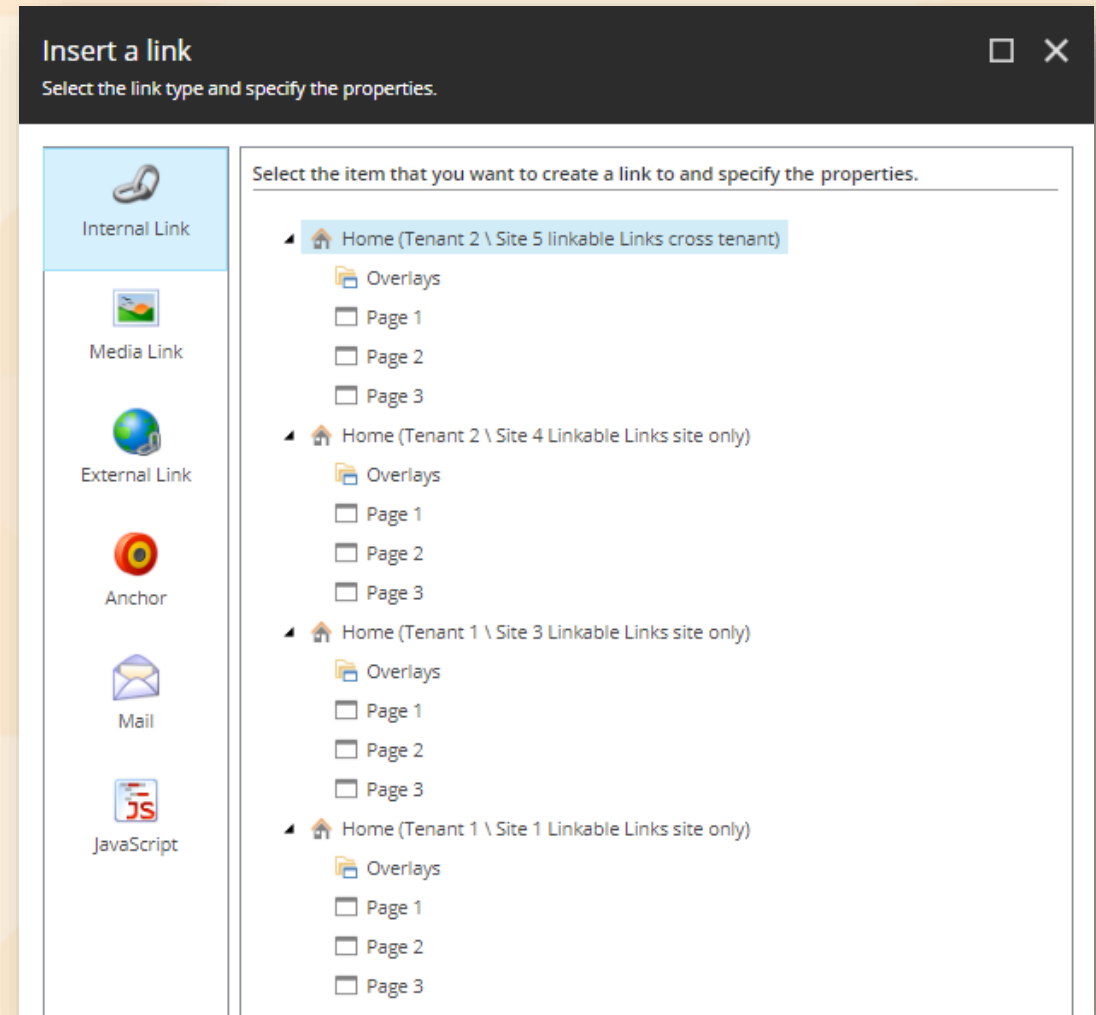 Insert a link
Select the link type and specify the properties.
Internal Link
Media Link
External Link
Anchor
Mail
JS
JavaScript
Select the item that you want to create a link to and specify the properties.
Home (Tenant 2 \ Site 5 linkable Links cross tenant)
Overlays
Page 1
Page 2
Page 3
Home (Tenant 2 \ Site 4 Linkable Links site only)
Overlays
Page 1
Page 2
Page 3
Home (Tenant 1 \ Site 3 Linkable Links site only)
Overlays
Page 1
Page 2
Page 3
Home (Tenant 1 \ Site 1 Linkable Links site only)
Overlays
Page 1
Page 2
Page 3